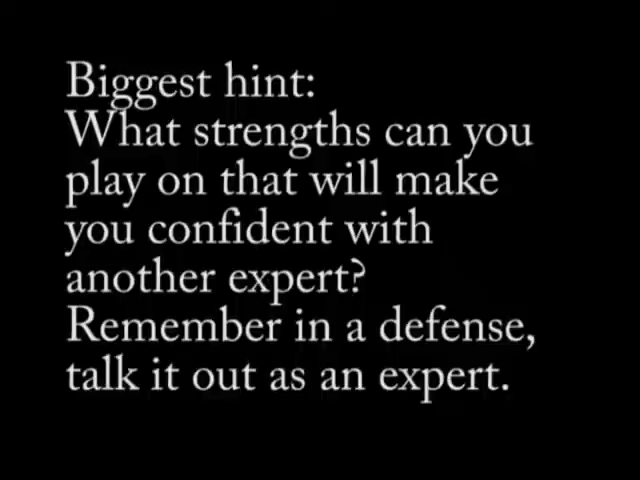 Biggest hint:
What strengths can you
play on that will make
you confident with
another expert?
Remember in a defense,
talk it out as an expert.